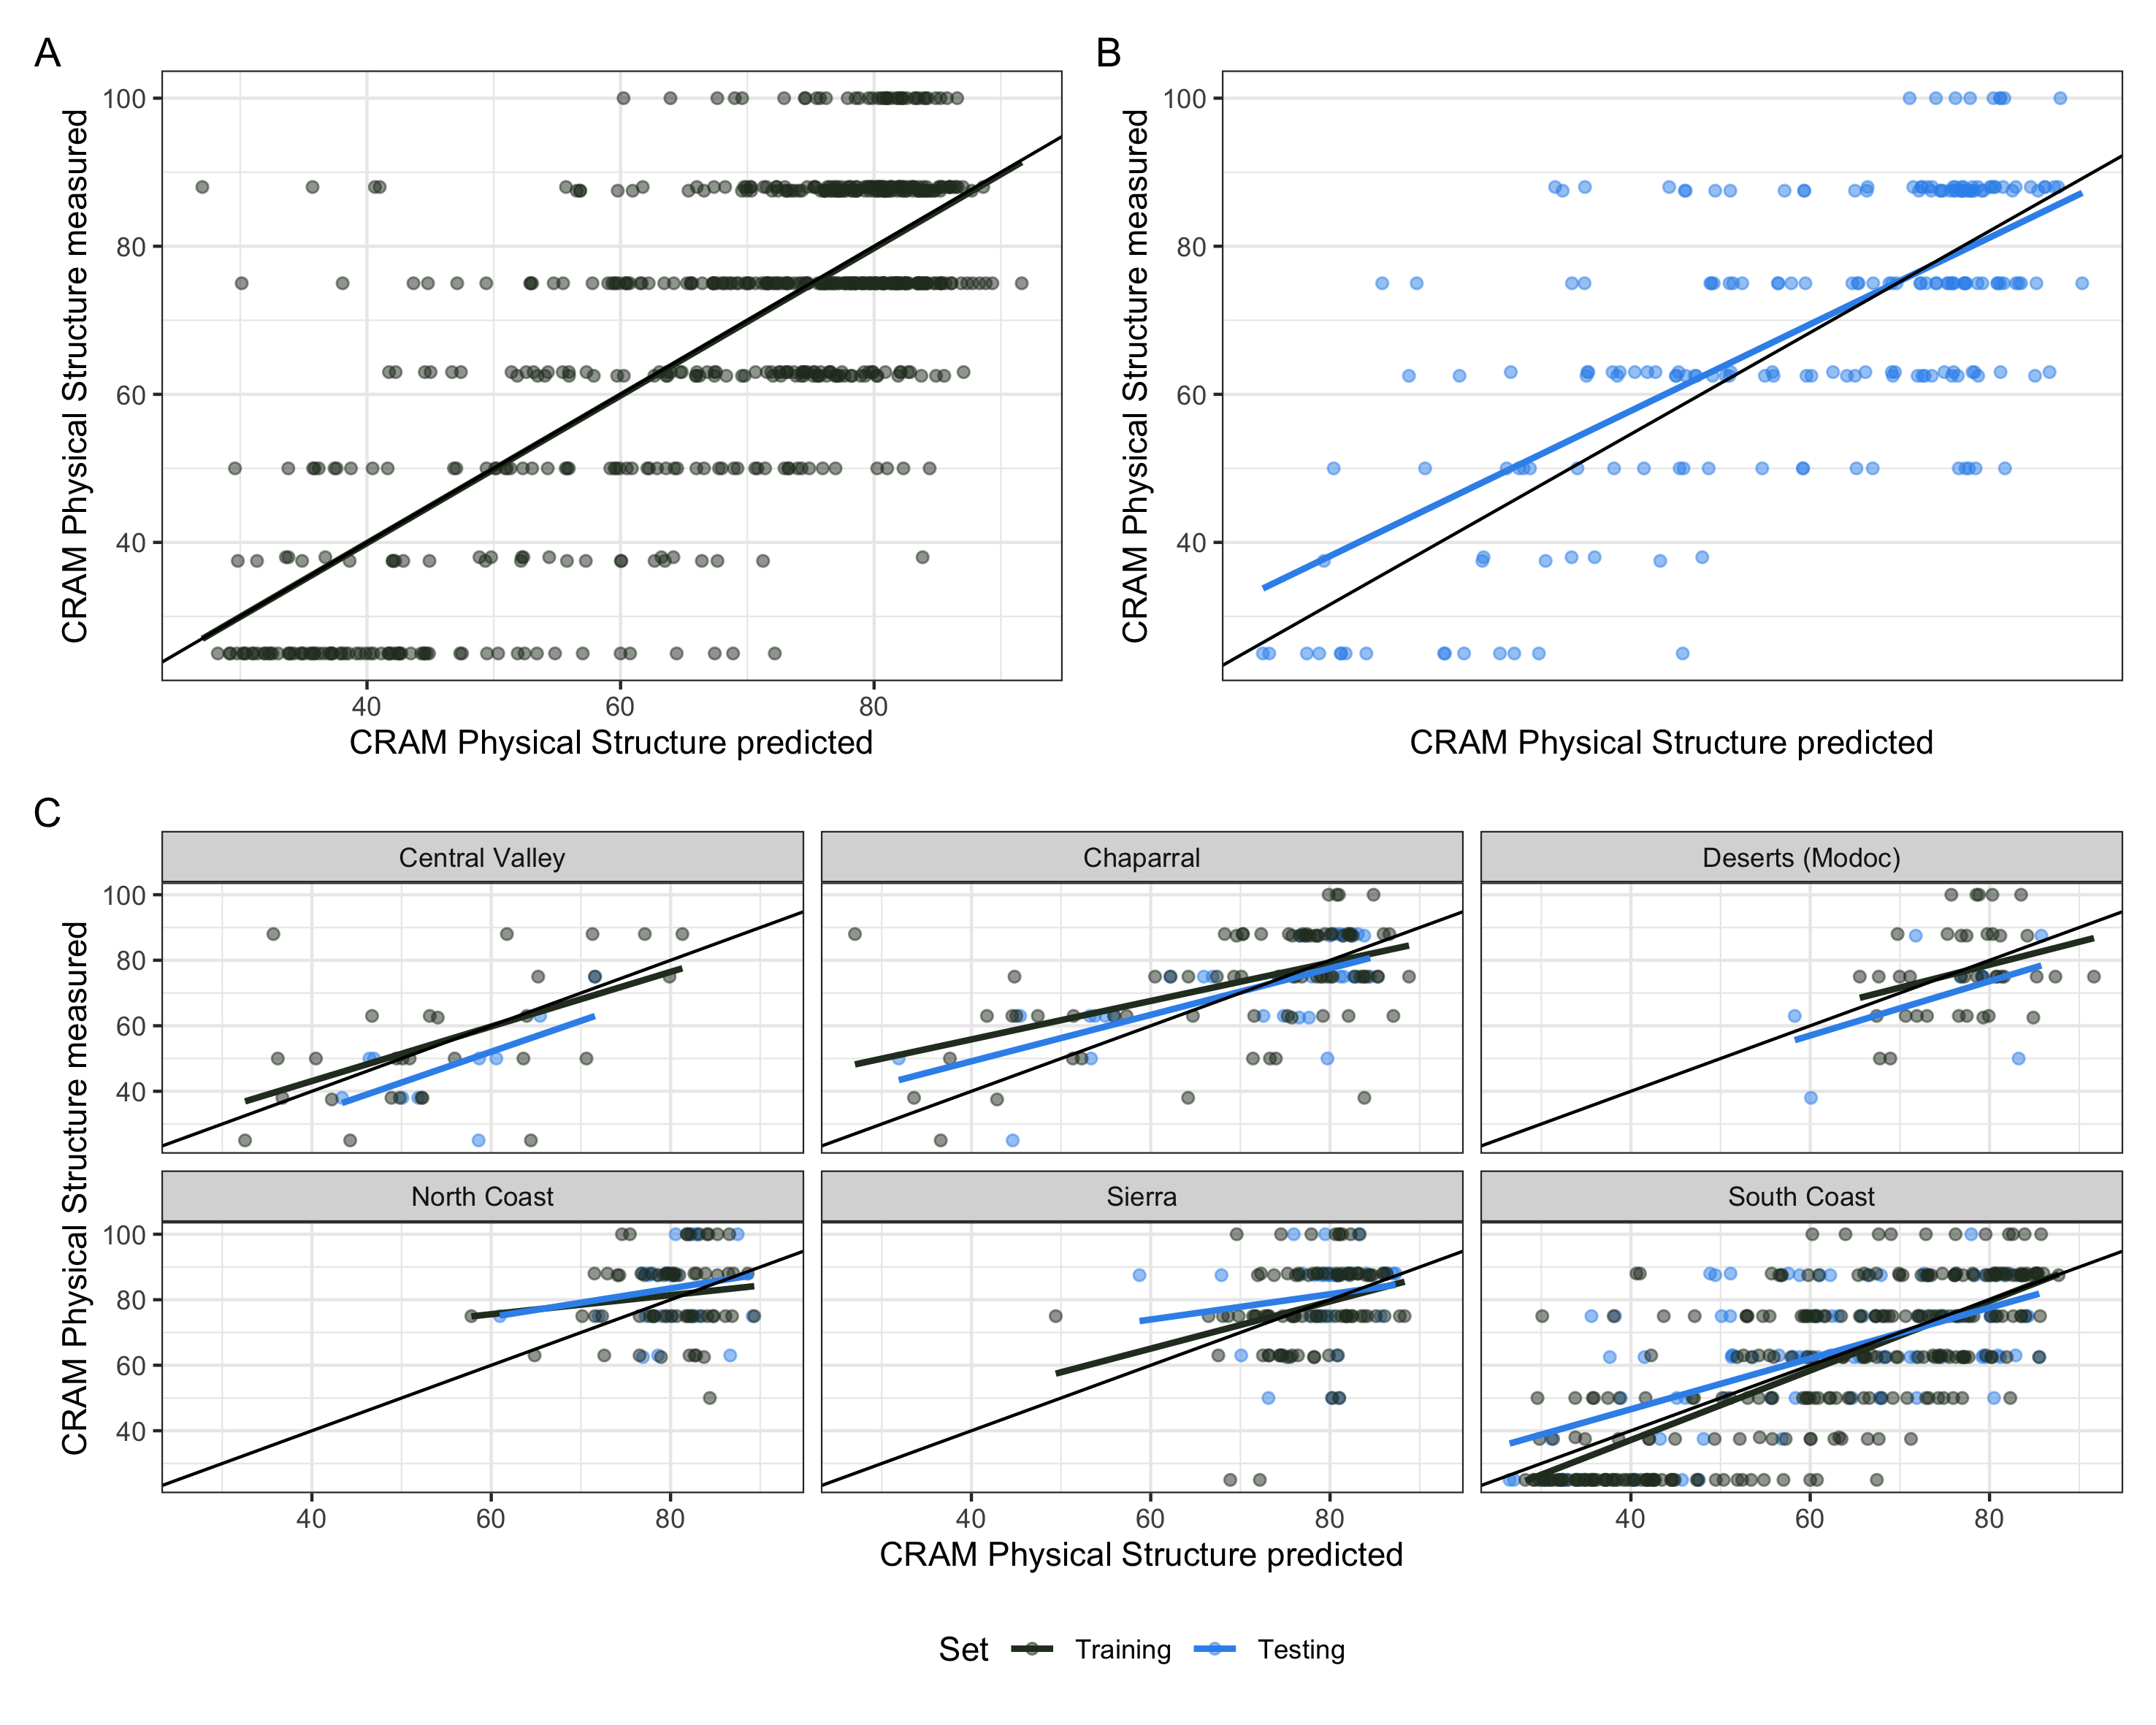 A
B
CRAM Physical Structure measured
100
80
60
40
40
60
80
CRAM Physical Structure predicted
CRAM Physical Structure measured
100
80
60
40
CRAM Physical Structure predicted
C
CRAM Physical Structure measured
Central Valley
Chaparral
Deserts (Modoc)
100
80
60
40
North Coast
Sierra
South Coast
100
80
60
40
40
60
80
40
60
80
40
60
80
CRAM Physical Structure predicted
Set
Training
Testing